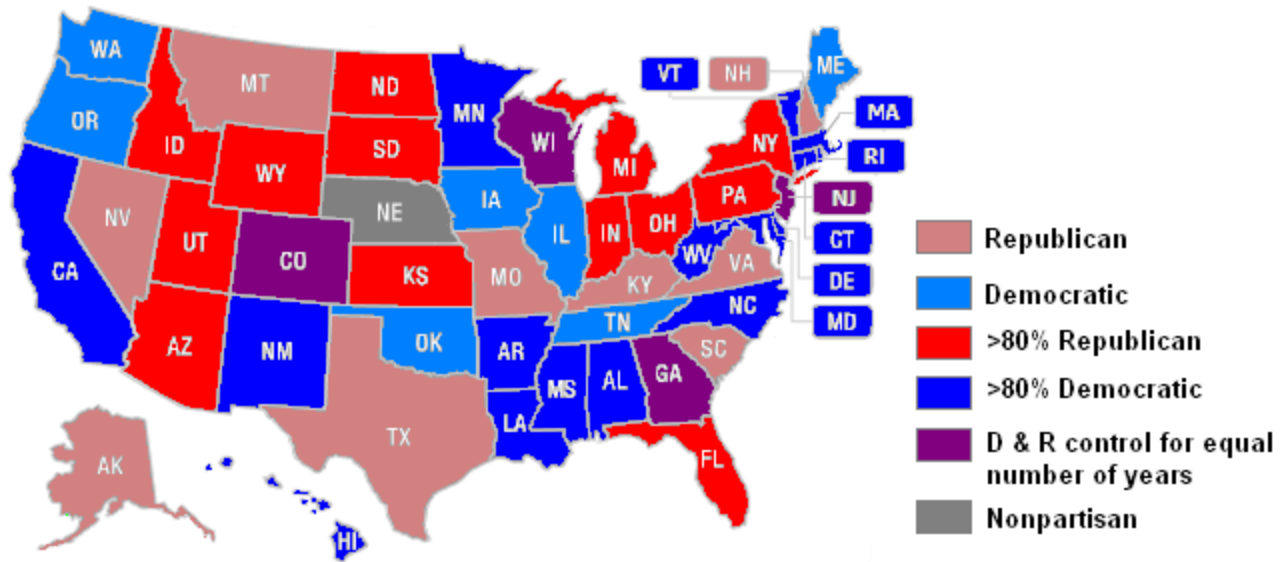 WA
MT
ND
MN
VT
NH
ME
OR
ID
SD
WI
NY
MA
WY
MI
RI
NV
NE
IA
PA
NJ
UT
CO
IL
IN
OH
CT
CA
KS
MO
WV
VA
DE
KY
MD
AZ
NM
OK
TN
NC
AR
SC
MS
AL
GA
TX
LA
FL
AK
HI
Republican
Democratic
>80% Republican
>80% Democratic
D & R control for equal
number of years
Nonpartisan